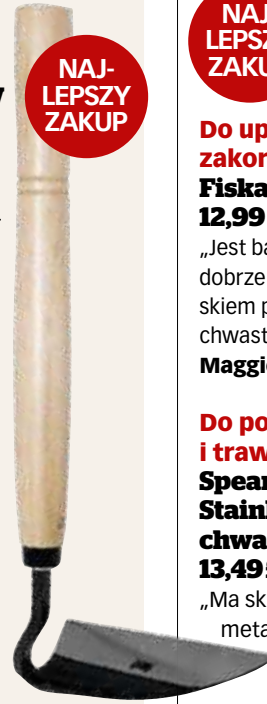 NAJ-
LEPSZY
ZAKUP
NAJ
LEPSZ
ZAKU
Do up
zakor
Fiska
12,99
„Jest ba
dobrze
skiem p
chwast
Maggie
Do po
i traw
Spear
Stainl
chwa
13,49
„Ma sk
meta